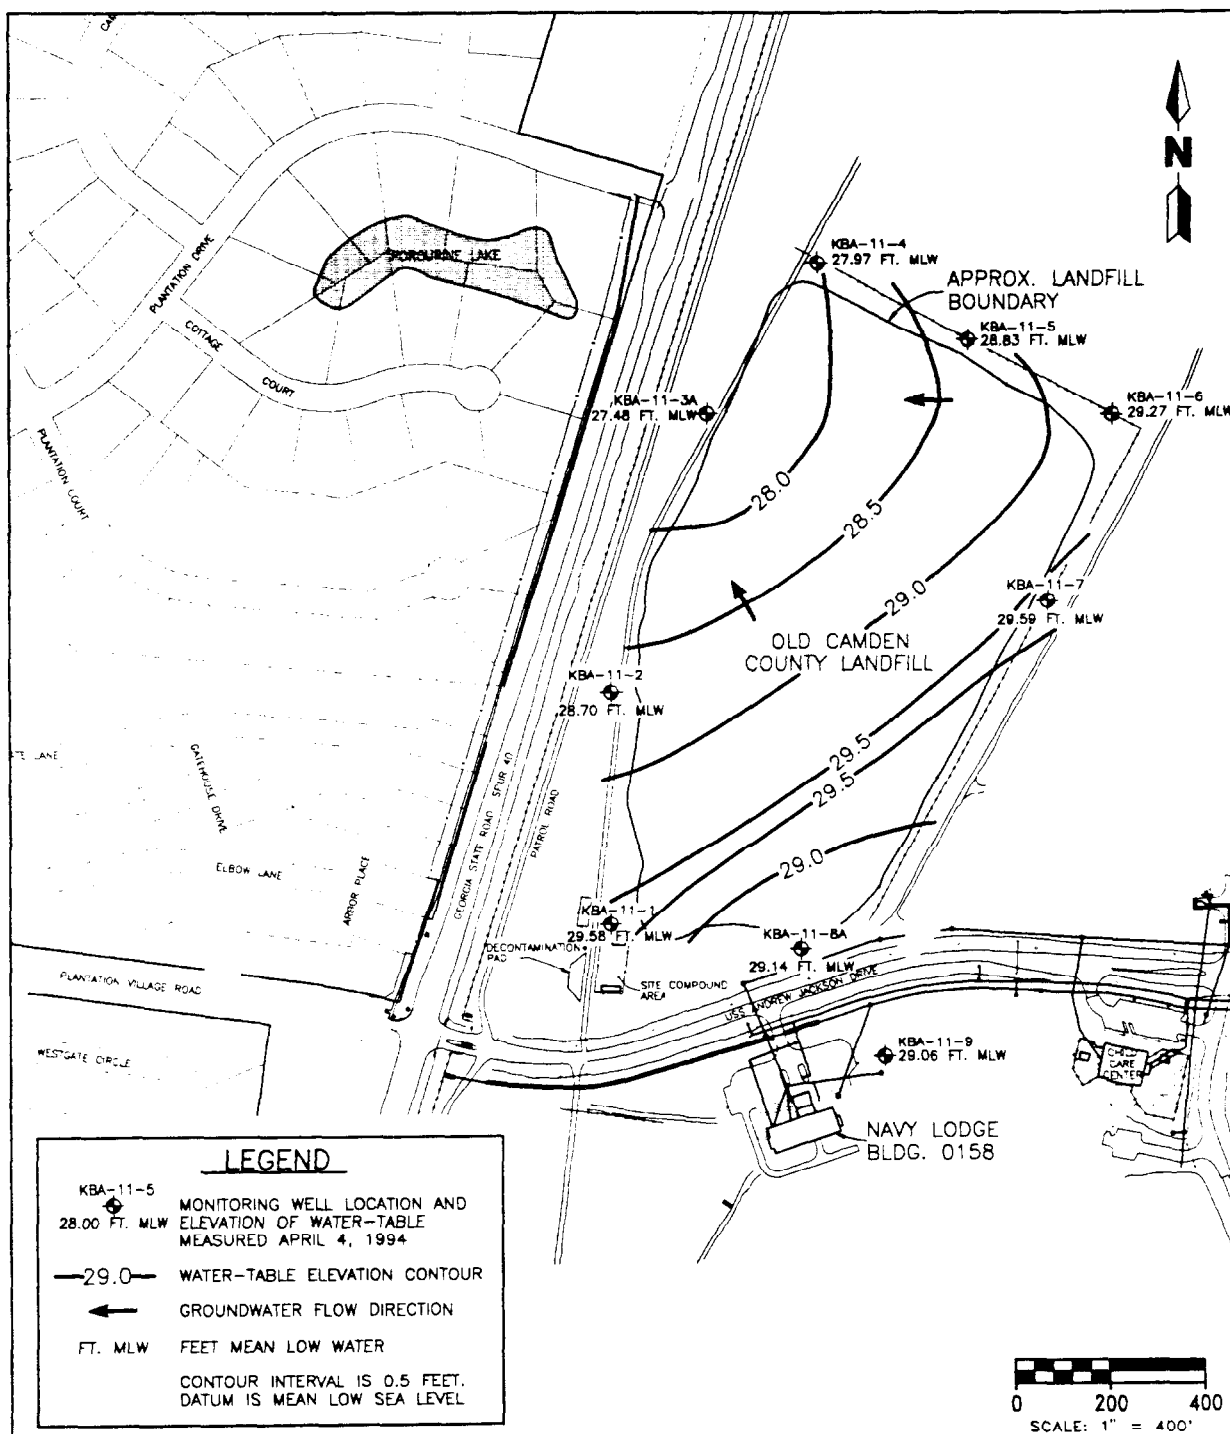 CAR
PLANTATION DRIVE
COTTAGE
COURT
PLANTATION COURT
LAKE
N
KBA-11-4
27.97 FT. MLW
APPROX. LANDFILL
BOUNDARY
KBA-11-5
28.83 FT. MLW
KBA-11-3A
27.48 FT. MLW
KBA-11-6
29.27 FT. MLW
28.0
28.5
29.0
KBA-11-7
29.59 FT. MLW
OLD CAMDEN
COUNTY LANDFILL
KBA-11-2
28.70 FT. MLW
29.5
29.5
29.0
TE LANE
GATEHOUSE DRIVE
ELBOW LANE
ARBOR PLACE
GEORGIA STATE ROAD SPUR 40
PATROL ROAD
KBA-11-1
29.58 FT. MLW
DECONTAMINATION
PAD
KBA-11-8A
29.14 FT. MLW
SITE COMPOUND
AREA
USS ANDREW JACKSON DRIVE
PLANTATION VILLAGE ROAD
WESTGATE CIRCLE
KBA-11-9
29.06 FT. MLW
CHILD
CARE
CENTER
NAVY LODGE
BLDG. 0158
LEGEND
KBA-11-5
28.00 FT. MLW
MONITORING WELL LOCATION AND
ELEVATION OF WATER-TABLE
MEASURED APRIL 4, 1994
29.0 WATER-TABLE ELEVATION CONTOUR
GROUNDWATER FLOW DIRECTION
FT. MLW FEET MEAN LOW WATER
CONTOUR INTERVAL IS 0.5 FEET.
DATUM IS MEAN LOW SEA LEVEL
0 200 400
SCALE: 1" = 400'